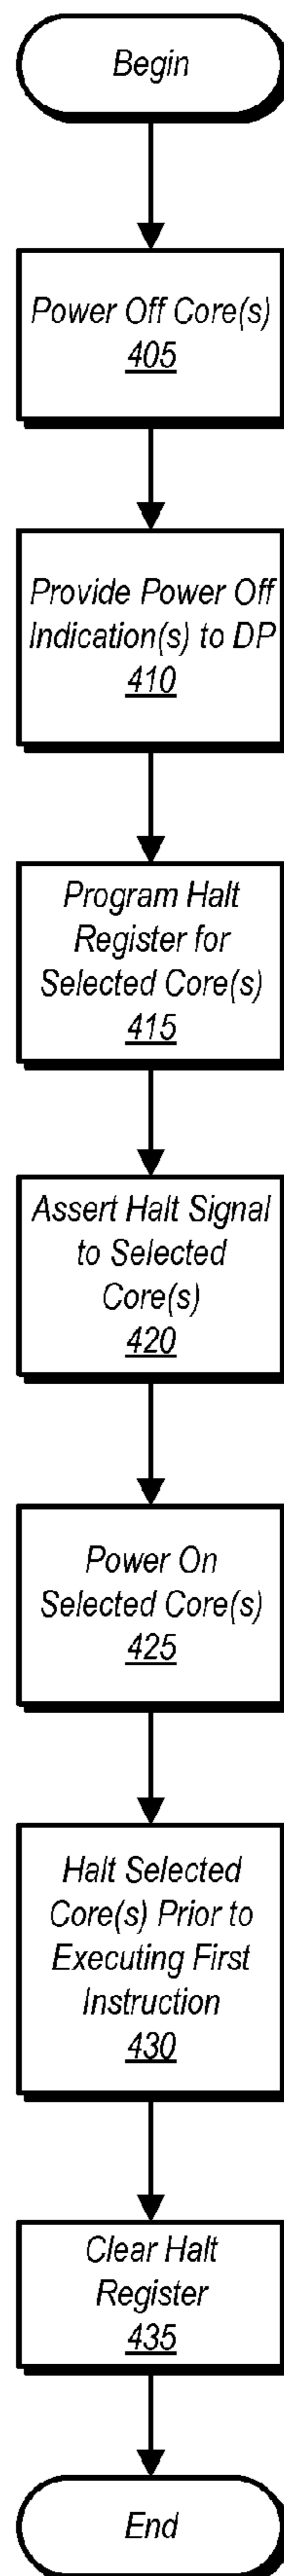 Begin
Power Off Core(s)
405
Provide Power Off
Indication(s) to DP
410
Program Halt
Register for
Selected Core(s)
415
Assert Halt Signal
to Selected
Core(s)
420
Power On
Selected Core(s)
425
Halt Selected
Core(s) Prior to
Executing First
Instruction
430
Clear Halt
Register
435
End